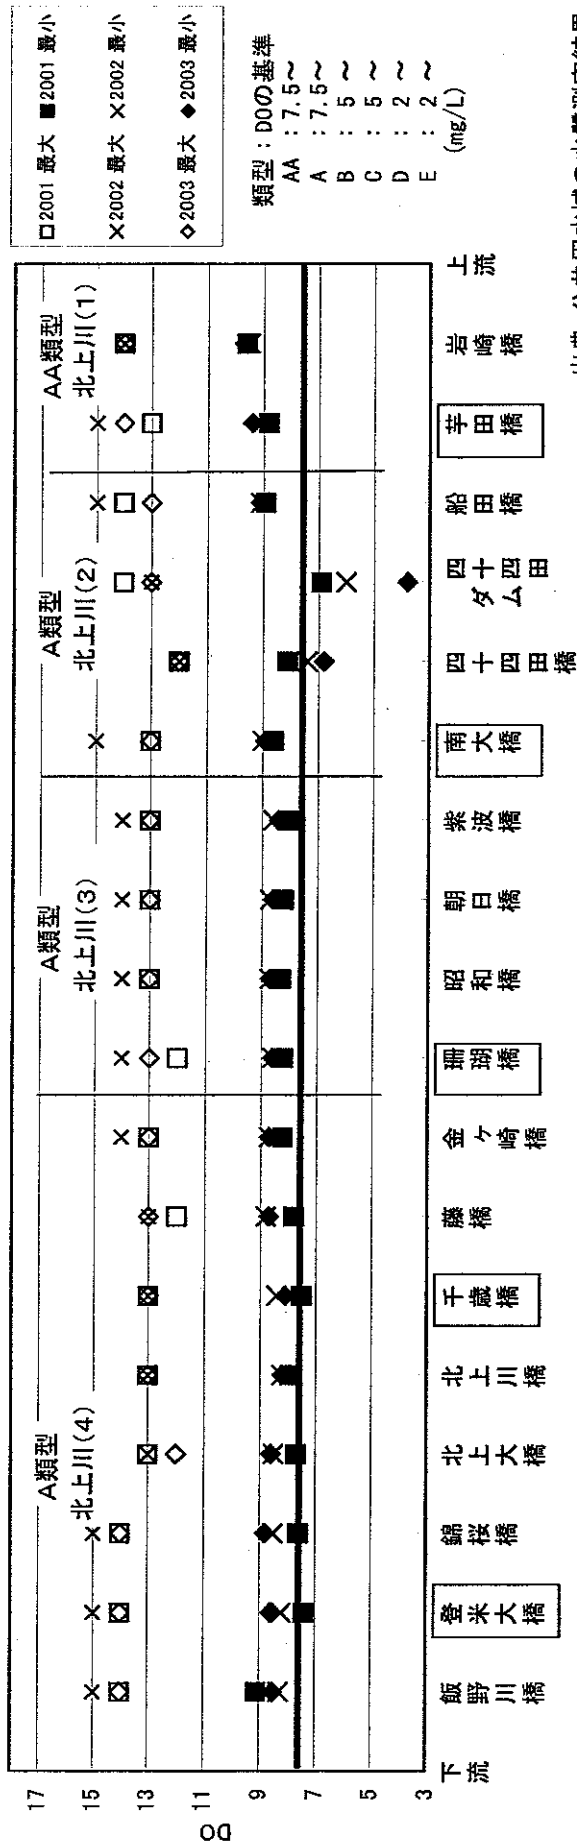 □2001 最大 ■2001 最小
×2002 最大 ×2002 最小
◇2003 最大 ◆2003 最小
類型：DOの基準
AA ：7.5～
A ：7.5～
B ：5 ～
C ：5 ～
D ：2 ～
E ：2 ～
(mg/L)
A類型
北上川(4)
A類型
北上川(3)
A類型
北上川(2)
AA類型
北上川(1)
DO
17
15
13
11
9
7
5
3
下流
飯野川橋
登米大橋
錦桜橋
北上大橋
北上川橋
千歳橋
藤橋
金ヶ崎橋
珊瑚橋
昭和橋
朝日橋
紫波橋
南大橋
四十四田橋
四十四田ダム
船田橋
芋田橋
岩崎橋
上流